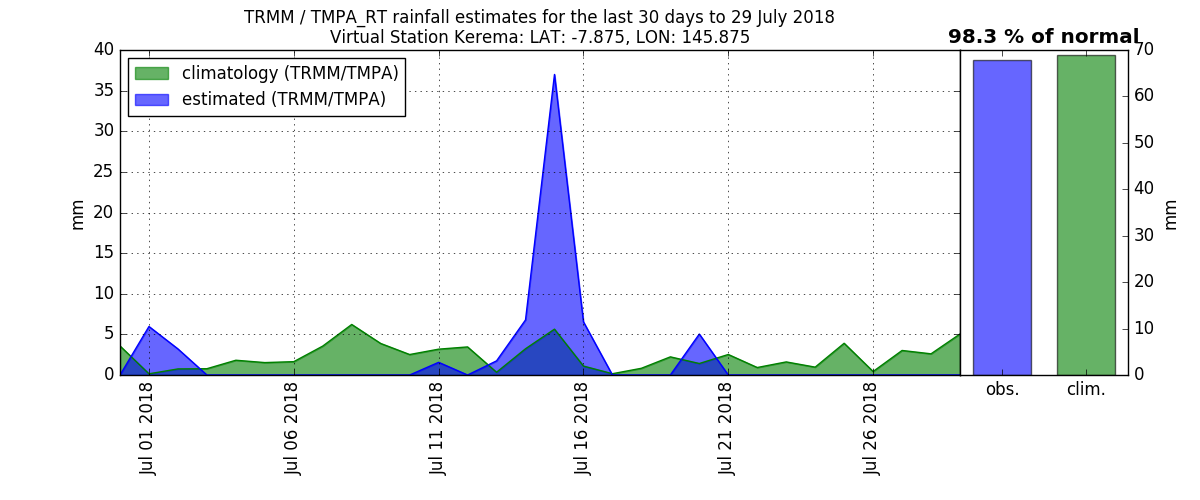 TRMM / TMPA_RT rainfall estimates for the last 30 days to 29 July 2018
Virtual Station Kerema: LAT: -7.875, LON: 145.875
98.3 % of normal
climatology (TRMM/TMPA)
estimated (TRMM/TMPA)
40
35
30
25
20
15
10
5
0
mm
Jul 01 2018
Jul 06 2018
Jul 11 2018
Jul 16 2018
Jul 21 2018
Jul 26 2018
70
60
50
40
30
20
10
0
mm
obs.
clim.